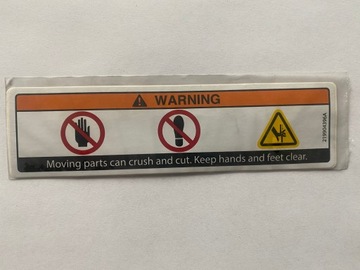 WARNING
Moving parts can crush and cut. Keep hands and feet clear.